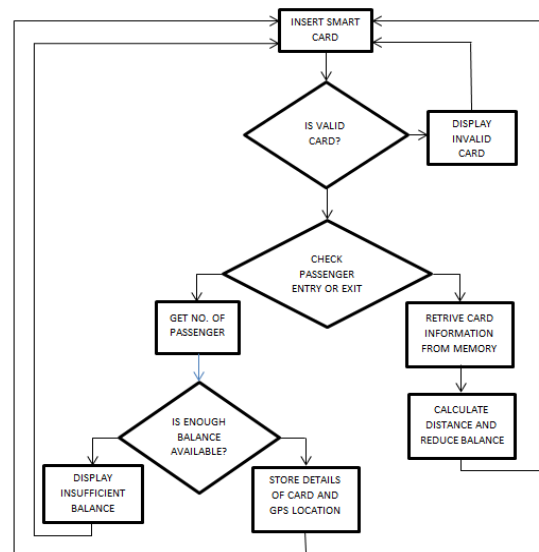 INSERT SMART
CARD
IS VALID
CARD?
DISPLAY
INVALID
CARD
CHECK
PASSENGER
ENTRY OR EXIT
GET NO. OF
PASSENGER
RETRIVE CARD
INFORMATION
FROM MEMORY
IS ENOUGH
BALANCE
AVAILABLE?
CALCULATE
DISTANCE AND
REDUCE BALANCE
DISPLAY
INSUFFICIENT
BALANCE
STORE DETAILS
OF CARD AND
GPS LOCATION